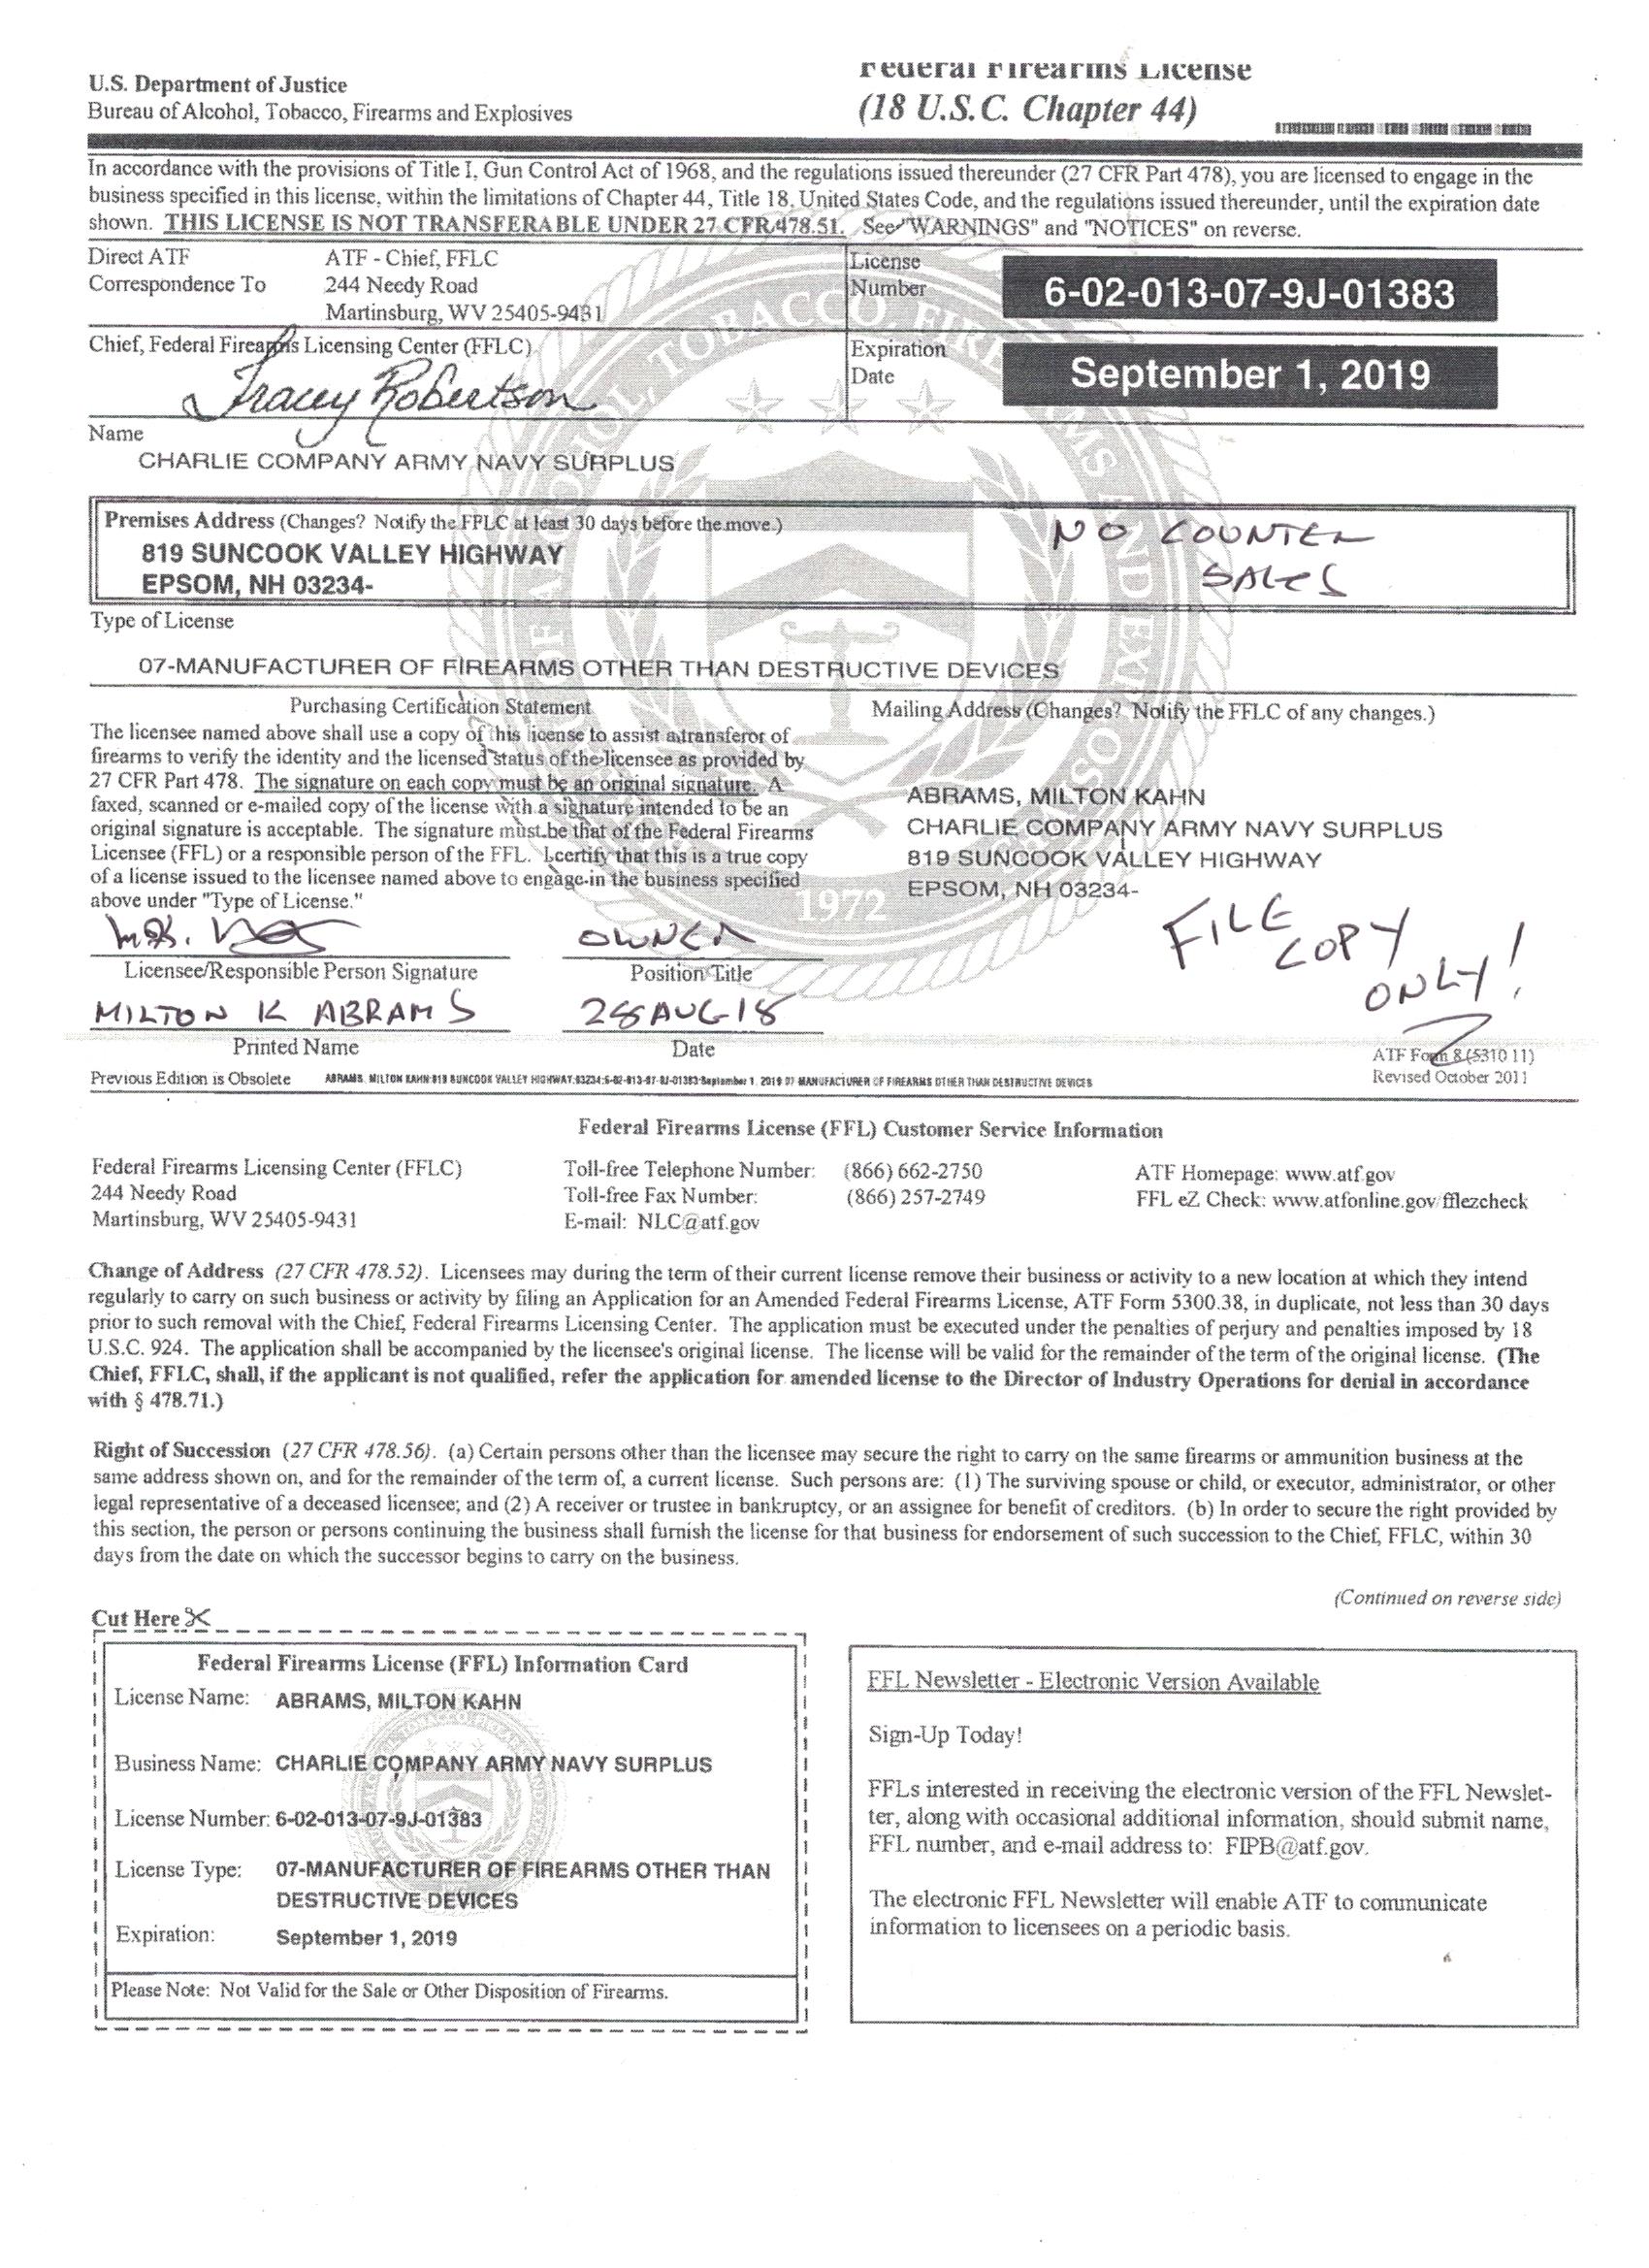 U.S. Department of Justice
Bureau of Alcohol, Tobacco, Firearms and Explosives
Federal Firearms License
(18 U.S.C. Chapter 44)
In accordance with the provisions of Title I, Gun Control Act of 1968, and the regulations issued thereunder (27 CFR Part 478), you are licensed to engage in the
business specified in this license, within the limitations of Chapter 44, Title 18, United States Code, and the regulations issued thereunder, until the expiration date
shown. THIS LICENSE IS NOT TRANSFERABLE UNDER 27 CFR 478.51. See "WARNINGS" and "NOTICES" on reverse.
Direct ATF
Correspondence To
ATF - Chief, FFLC
244 Needy Road
Martinsburg, WV 25405-9431
License
Number
6-02-013-07-9J-01383
Chief, Federal Firearms Licensing Center (FFLC)
Tracey Robertson
Expiration
Date
September 1, 2019
Name
CHARLIE COMPANY ARMY NAVY SURPLUS
Premises Address (Changes? Notify the FFLC at least 30 days before the move.)
819 SUNCOOK VALLEY HIGHWAY
EPSOM, NH 03234-
NO COUNTER
SALES
Type of License
07-MANUFACTURER OF FIREARMS OTHER THAN DESTRUCTIVE DEVICES
Purchasing Certification Statement
The licensee named above shall use a copy of this license to assist a transferor of
firearms to verify the identity and the licensed status of the licensee as provided by
27 CFR Part 478. The signature on each copy must be an original signature. A
faxed, scanned or e-mailed copy of the license with a signature intended to be an
original signature is acceptable. The signature must be that of the Federal Firearms
Licensee (FFL) or a responsible person of the FFL. I certify that this is a true copy
of a license issued to the licensee named above to engage in the business specified
above under "Type of License."
Mailing Address (Changes? Notify the FFLC of any changes.)
ABRAMS, MILTON KAHN
CHARLIE COMPANY ARMY NAVY SURPLUS
819 SUNCOOK VALLEY HIGHWAY
EPSOM, NH 03234-
FILE
COPY
ONLY!
1972
OWNER
Licensee/Responsible Person Signature
Position Title
MILTON K ABRAMS
28AUG18
Printed Name
Date
ATF Form 8 (5310 11)
Revised October 2011
Previous Edition is Obsolete
ABRAMS, MILTON KAHN:819 SUNCOOK VALLEY HIGHWAY:03234:6-02-013-07-9J-01383:September 1, 2019:07-MANUFACTURER OF FIREARMS OTHER THAN DESTRUCTIVE DEVICES
Federal Firearms License (FFL) Customer Service Information
Federal Firearms Licensing Center (FFLC)
244 Needy Road
Martinsburg, WV 25405-9431
Toll-free Telephone Number: (866) 662-2750
Toll-free Fax Number: (866) 257-2749
E-mail: NLC@atf.gov
ATF Homepage: www.atf.gov
FFL eZ Check: www.atfonline.gov/fflezcheck
Change of Address (27 CFR 478.52). Licensees may during the term of their current license remove their business or activity to a new location at which they intend
regularly to carry on such business or activity by filing an Application for an Amended Federal Firearms License, ATF Form 5300.38, in duplicate, not less than 30 days
prior to such removal with the Chief, Federal Firearms Licensing Center. The application must be executed under the penalties of perjury and penalties imposed by 18
U.S.C. 924. The application shall be accompanied by the licensee's original license. The license will be valid for the remainder of the term of the original license. (The
Chief, FFLC, shall, if the applicant is not qualified, refer the application for amended license to the Director of Industry Operations for denial in accordance
with § 478.71.)
Right of Succession (27 CFR 478.56). (a) Certain persons other than the licensee may secure the right to carry on the same firearms or ammunition business at the
same address shown on, and for the remainder of the term of, a current license. Such persons are: (1) The surviving spouse or child, or executor, administrator, or other
legal representative of a deceased licensee; and (2) A receiver or trustee in bankruptcy, or an assignee for benefit of creditors. (b) In order to secure the right provided by
this section, the person or persons continuing the business shall furnish the license for that business for endorsement of such succession to the Chief, FFLC, within 30
days from the date on which the successor begins to carry on the business.
(Continued on reverse side)
Cut Here
Federal Firearms License (FFL) Information Card
License Name: ABRAMS, MILTON KAHN
Business Name: CHARLIE COMPANY ARMY NAVY SURPLUS
License Number: 6-02-013-07-9J-01383
License Type: 07-MANUFACTURER OF FIREARMS OTHER THAN
DESTRUCTIVE DEVICES
Expiration: September 1, 2019
Please Note: Not Valid for the Sale or Other Disposition of Firearms.
FFL Newsletter - Electronic Version Available
Sign-Up Today!
FFLs interested in receiving the electronic version of the FFL Newslet-
ter, along with occasional additional information, should submit name,
FFL number, and e-mail address to: FIPB@atf.gov.
The electronic FFL Newsletter will enable ATF to communicate
information to licensees on a periodic basis.